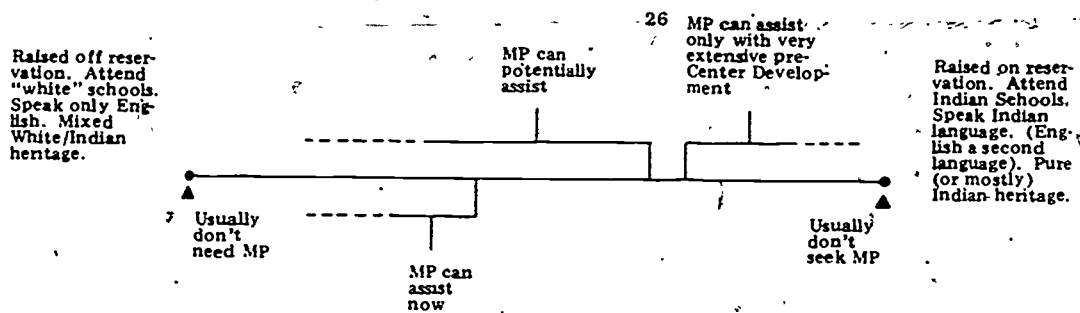 26
Raised off reser-
vation. Attend
"white" schools.
Speak only Eng-
lish. Mixed
White/Indian
heritage.
MP can
potentially
assist
MP can assist
only with very
extensive pre-
Center Develop-
ment
Raised on reser-
vation. Attend
Indian Schools.
Speak Indian
language. (Eng-
lish a second
language). Pure
(or mostly)
Indian heritage.
Usually
don't
need MP
MP can
assist
now
Usually
don't
seek MP